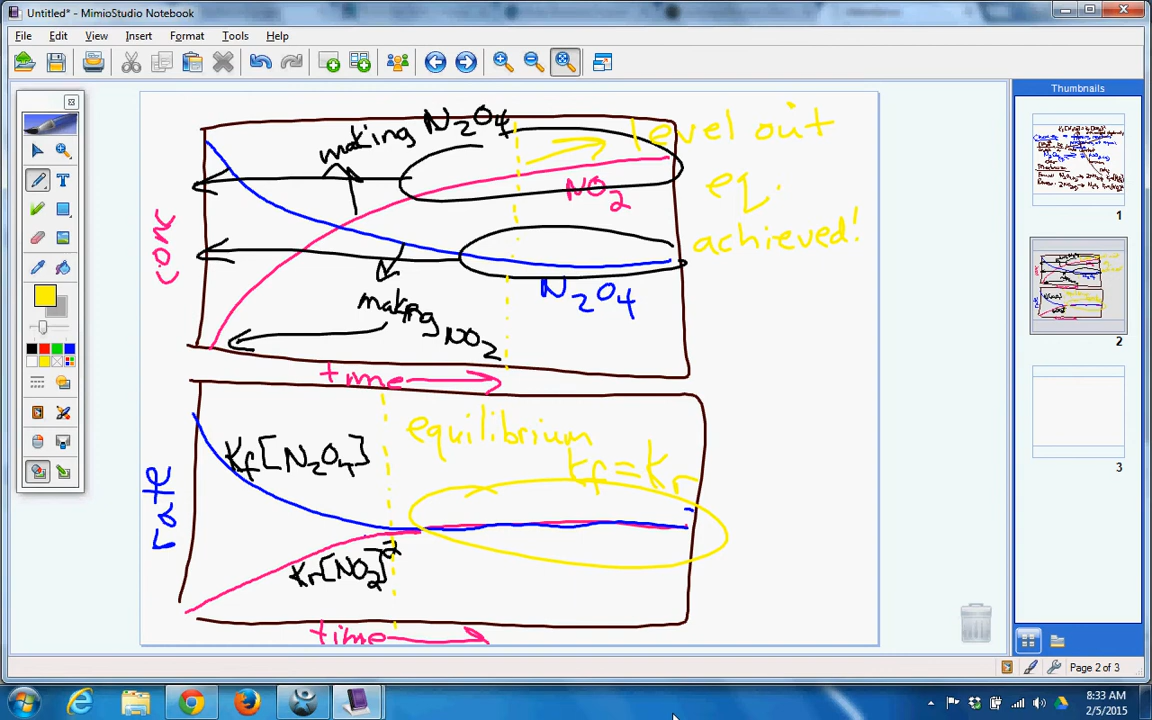 Untitled* - MimioStudio Notebook
File Edit View Insert Format Tools Help
Thumbnails
making N2O4
level out
eq.
achieved!
NO2
conc
N2O4
making
NO2
time
equilibrium
kf=kr
Kf[N2O4]
rate
Kr[NO2]²
time
1
2
3
Page 2 of 3
8:33 AM
2/5/2015